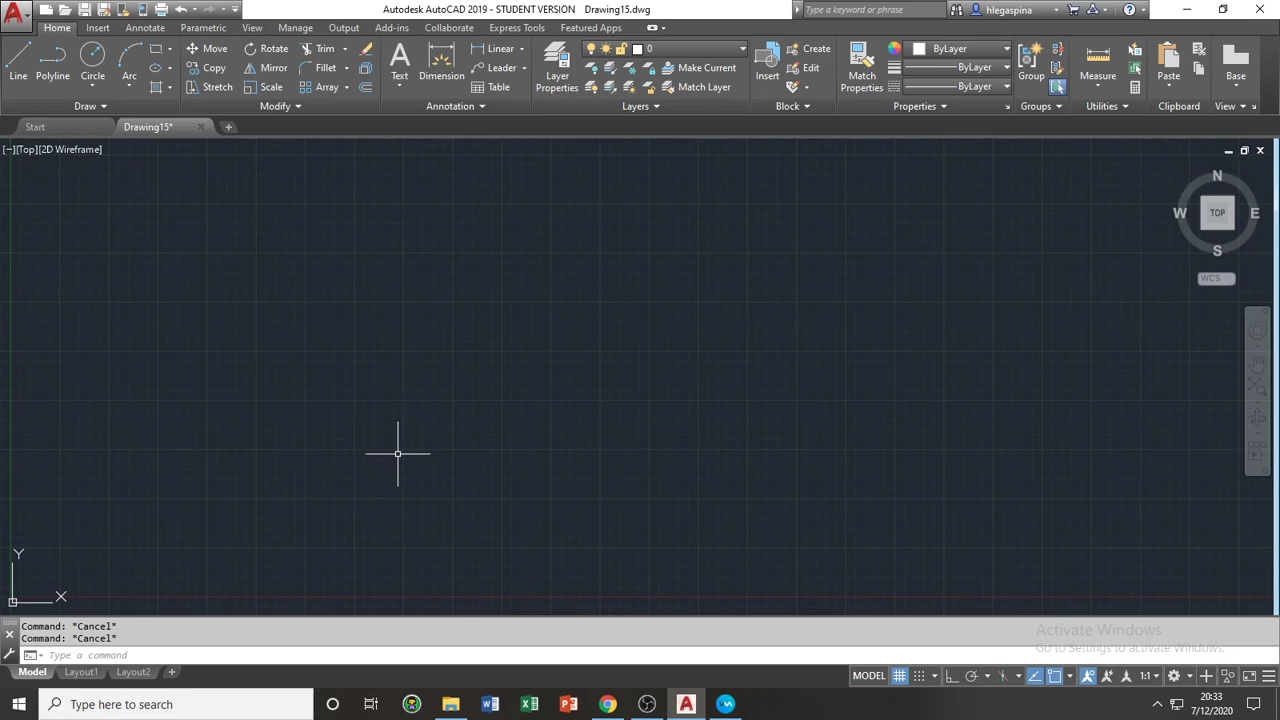 Autodesk AutoCAD 2019 - STUDENT VERSION Drawing15.dwg
Type a keyword or phrase
hlegaspina
Home Insert Annotate Parametric View Manage Output Add-ins Collaborate Express Tools Featured Apps
Line Polyline Circle Arc
Move Rotate Trim
Copy Mirror Fillet
Stretch Scale Array
Text Dimension
Linear
Leader
Table
Layer Properties
0
Make Current
Match Layer
Insert
Create
Edit
Match Properties
ByLayer
ByLayer
ByLayer
Group
Measure
Paste
Base
Draw Modify Annotation Layers Block Properties Groups Utilities Clipboard View
Start Drawing15*
[−][Top][2D Wireframe]
N
W TOP E
S
WCS
Y
X
Command: *Cancel*
Command: *Cancel*
Type a command
Activate Windows
Go to Settings to activate Windows.
Model Layout1 Layout2
MODEL 1:1
Type here to search
20:33
7/12/2020